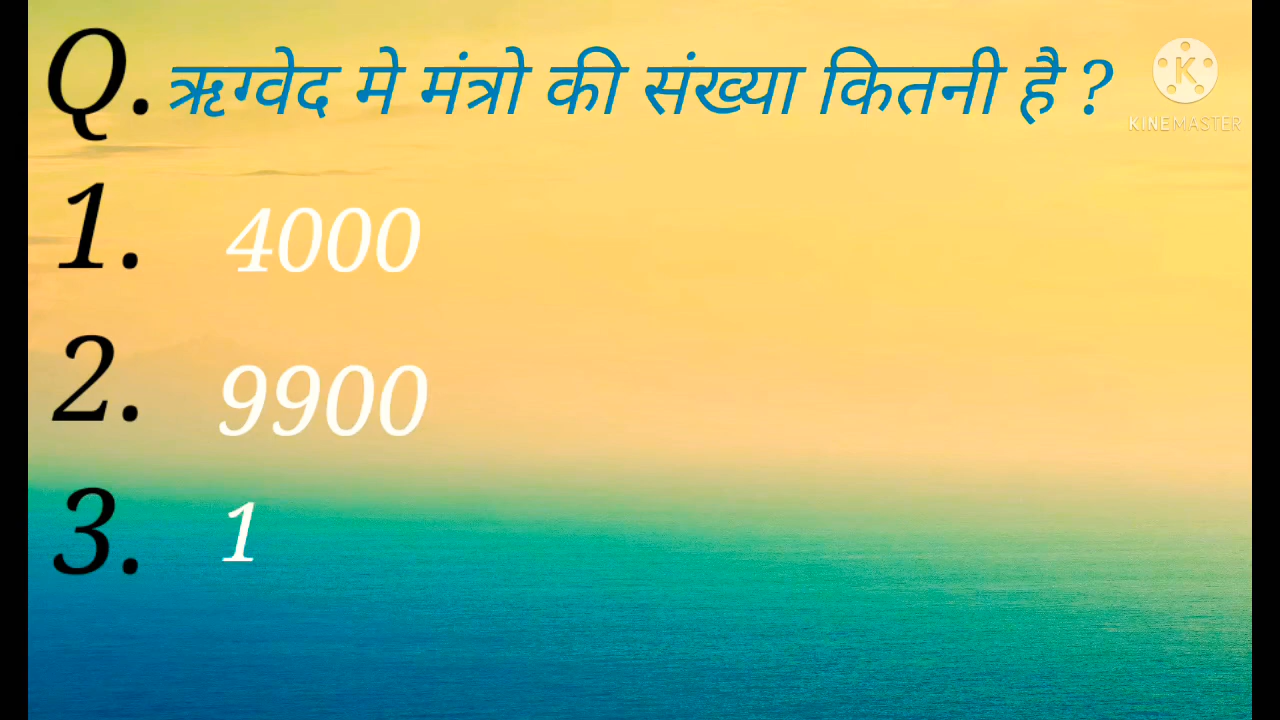 Q. ऋग्वेद मे मंत्रो की संख्या कितनी है ?
KINEMASTER
1. 4000
2. 9900
3. 1